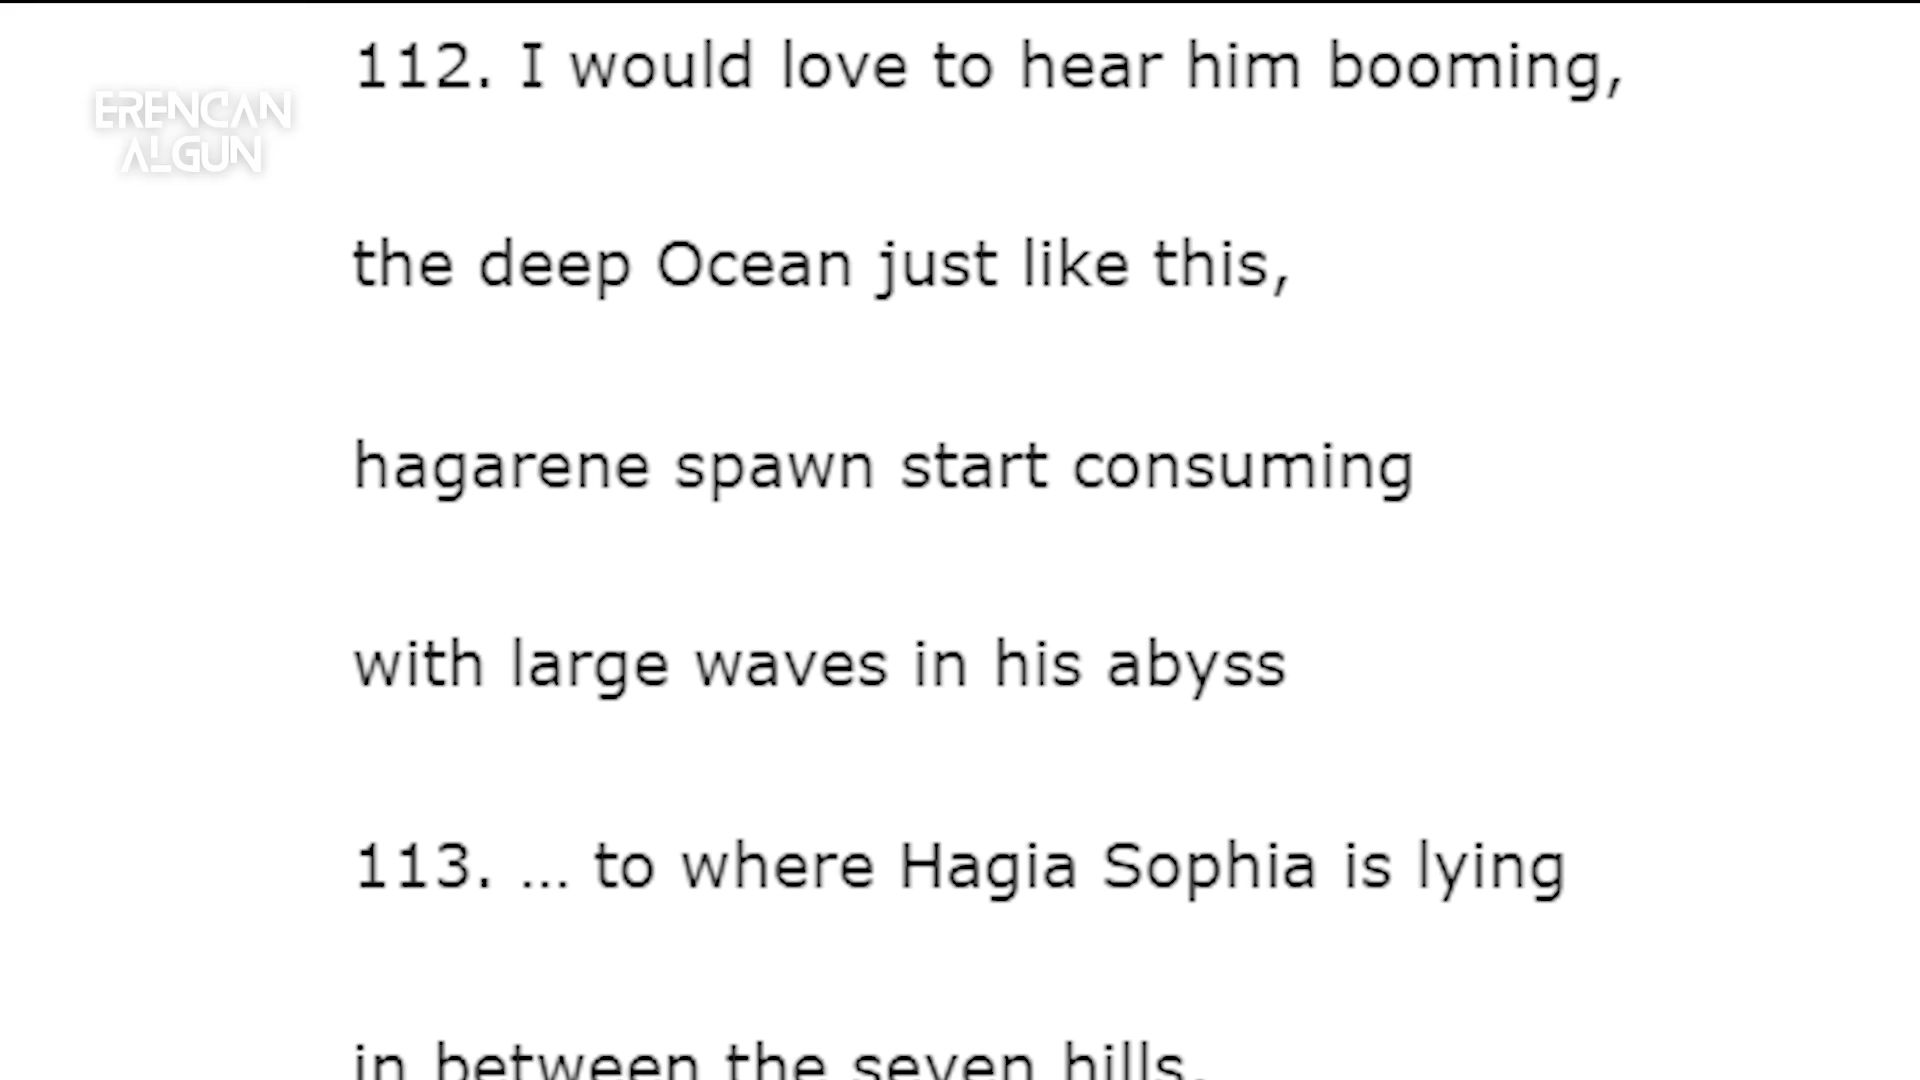 112. I would love to hear him booming,
ERENCAN
ALGUN
the deep Ocean just like this,
hagarene spawn start consuming
with large waves in his abyss
113. ... to where Hagia Sophia is lying
in between the seven hills.